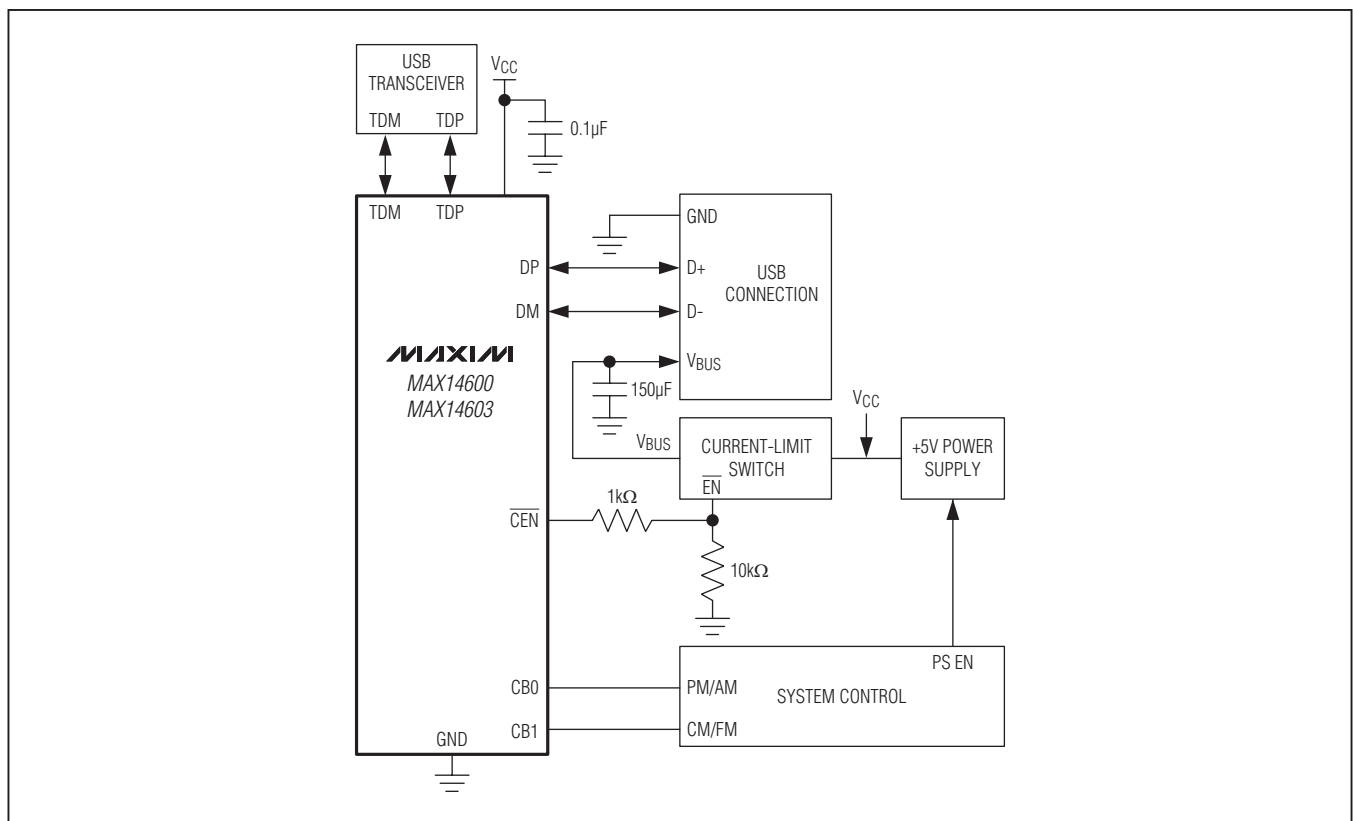 USB
TRANSCEIVER
TDM TDP
VCC
0.1µF
TDM TDP
GND
DP
D+
USB
CONNECTION
DM
D-
MAXIM
MAX14600
MAX14603
VBUS
150µF
VCC
VBUS
CURRENT-LIMIT
SWITCH
+5V POWER
SUPPLY
EN
1kΩ
CEN
10kΩ
PS EN
CB0
PM/AM
SYSTEM CONTROL
CB1
CM/FM
GND